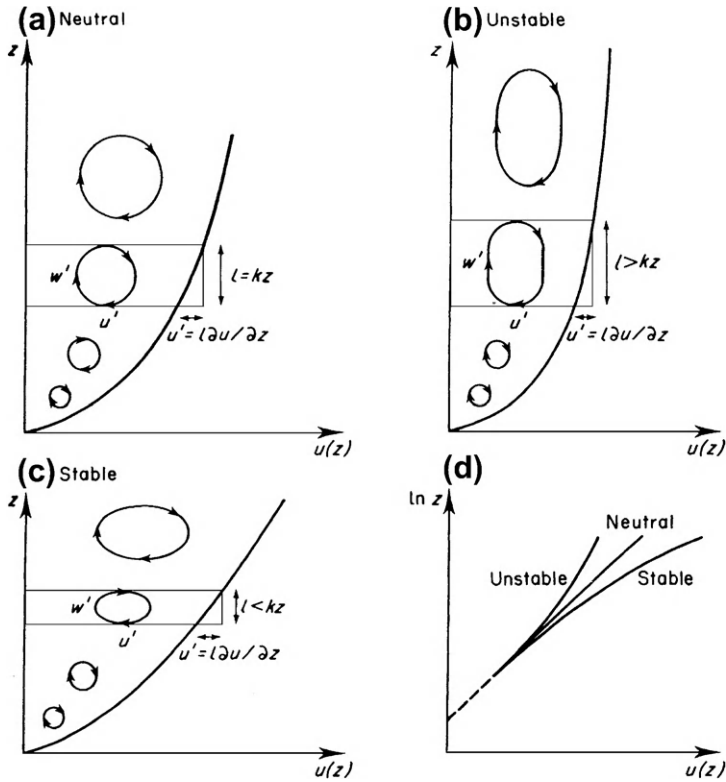 (a) Neutral
z
w'
l=kz
u'
u'=l∂u/∂z
u(z)
(b) Unstable
z
w'
l>kz
u'
u'=l∂u/∂z
u(z)
(c) Stable
z
w'
l<kz
u'
u'=l∂u/∂z
u(z)
(d)
ln z
Neutral
Unstable
Stable
u(z)